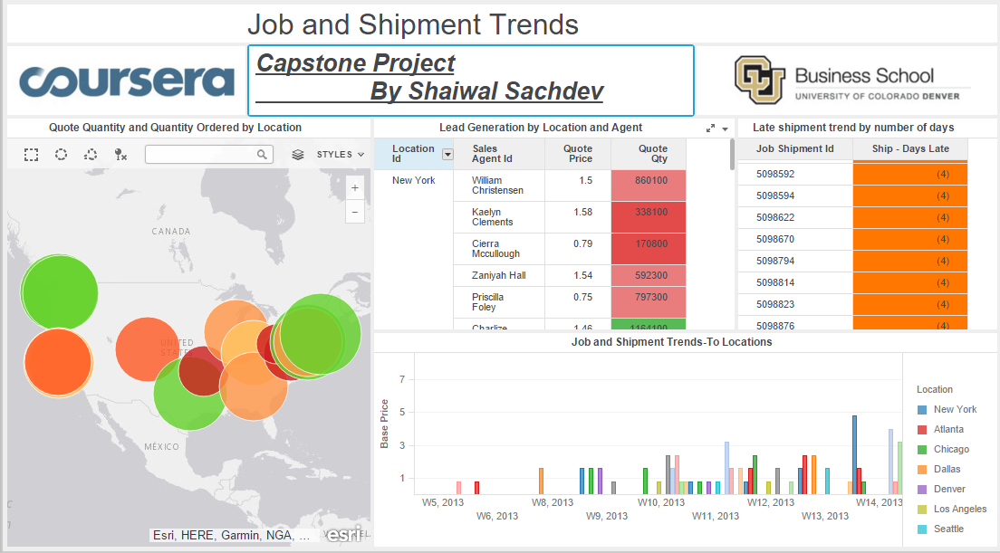 Job and Shipment Trends
coursera
Capstone Project
By Shaiwal Sachdev
CU
Business School
UNIVERSITY OF COLORADO DENVER
Quote Quantity and Quantity Ordered by Location
STYLES
+
−
CANADA
UNITED
STATES
MÉXICO
Esri, HERE, Garmin, NGA, ...
esri
Lead Generation by Location and Agent
Location Id Sales Agent Id Quote Price Quote Qty
New York William Christensen 1.5 860100
Kaelyn Clements 1.58 338100
Cierra Mccullough 0.79 170800
Zaniyah Hall 1.54 592300
Priscilla Foley 0.75 797300
Charlize 1.46 1164100
Late shipment trend by number of days
Job Shipment Id Ship - Days Late
5098592 (4)
5098594 (4)
5098622 (4)
5098670 (4)
5098794 (4)
5098814 (4)
5098823 (4)
5098876 (4)
Job and Shipment Trends-To Locations
Base Price
7
5
3
1
W5, 2013
W6, 2013
W8, 2013
W9, 2013
W10, 2013
W11, 2013
W12, 2013
W13, 2013
W14, 2013
Location
New York
Atlanta
Chicago
Dallas
Denver
Los Angeles
Seattle